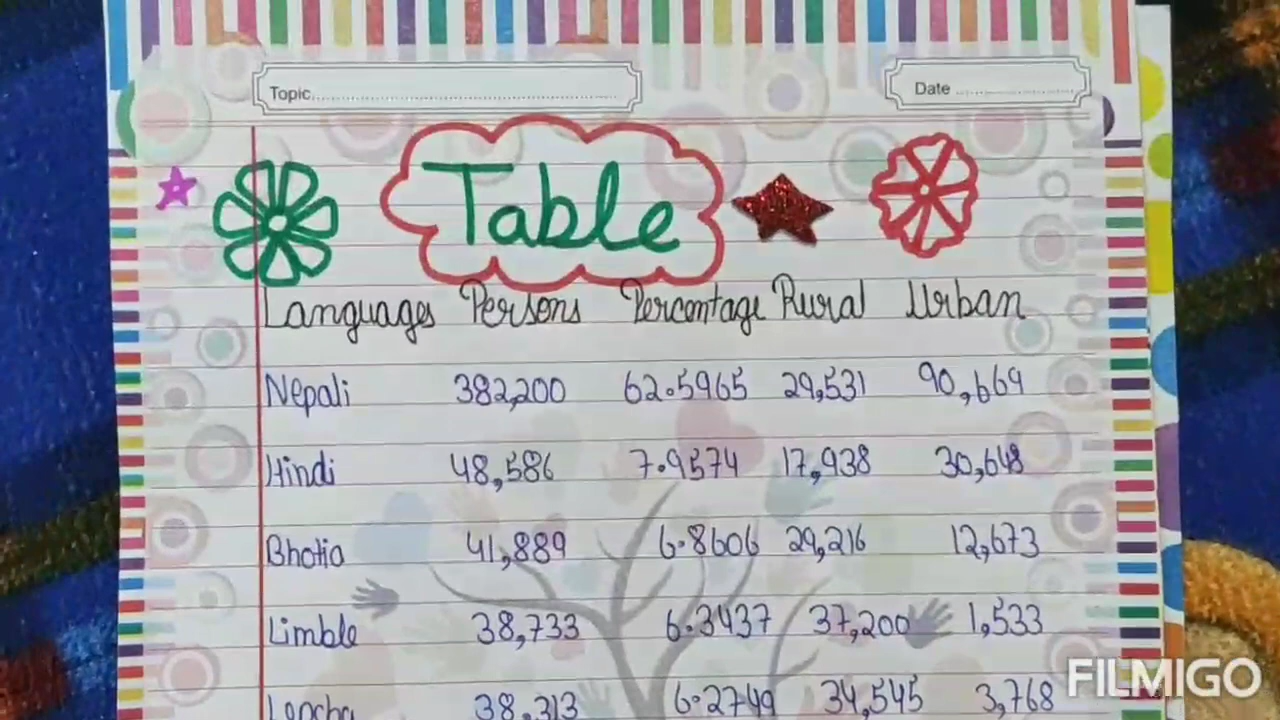 Topic Date
Table
Languages Persons Percentage Rural Urban
Nepali 382,200 62.5965 29,531 90,669
Hindi 48,586 7.9574 17,938 30,648
Bhotia 41,889 6.8606 29,216 12,673
Limble 38,733 6.3437 37,200 1,533
Lepcha 38,313 6.2749 34,545 3,768
FILMIGO